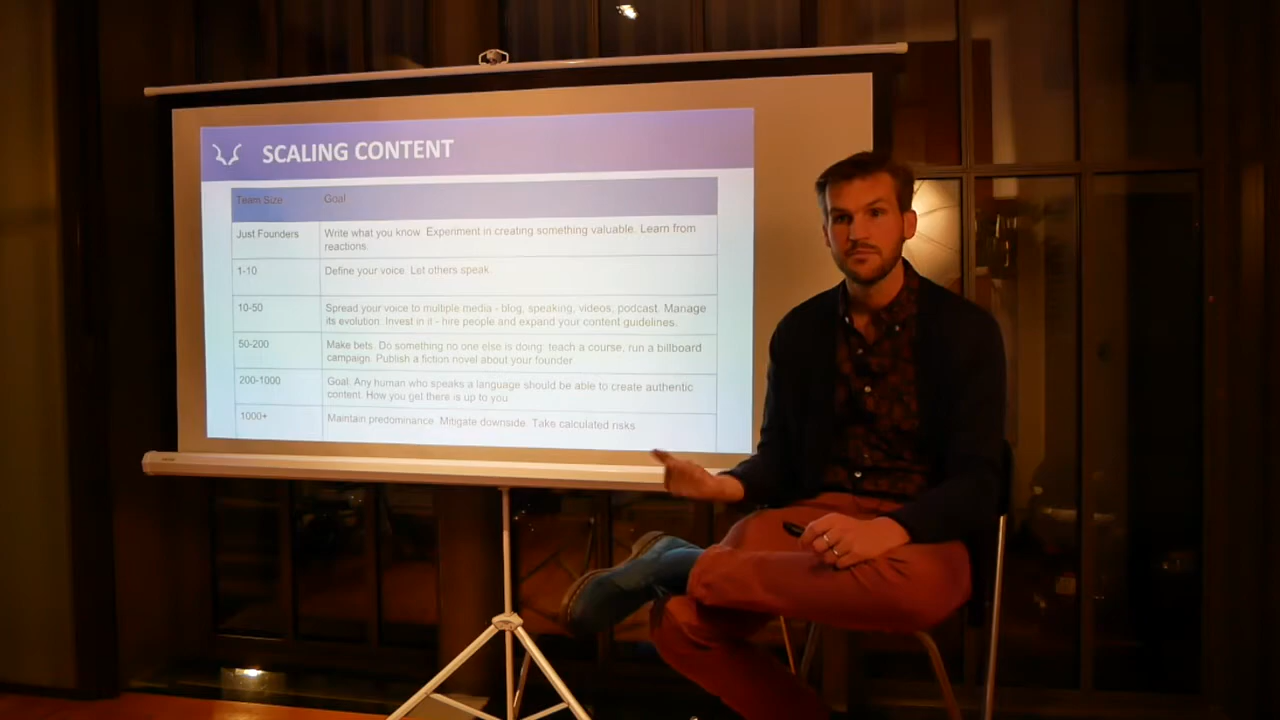 SCALING CONTENT
Team Size Goal
Just Founders Write what you know. Experiment in creating something valuable. Learn from
reactions.
1-10 Define your voice. Let others speak.
10-50 Spread your voice to multiple media - blog, speaking, videos, podcast. Manage
its evolution. Invest in it - hire people and expand your content guidelines.
50-200 Make bets. Do something no one else is doing: teach a course, run a billboard
campaign. Publish a fiction novel about your founder.
200-1000 Goal: Any human who speaks a language should be able to create authentic
content. How you get there is up to you.
1000+ Maintain predominance. Mitigate downside. Take calculated risks.